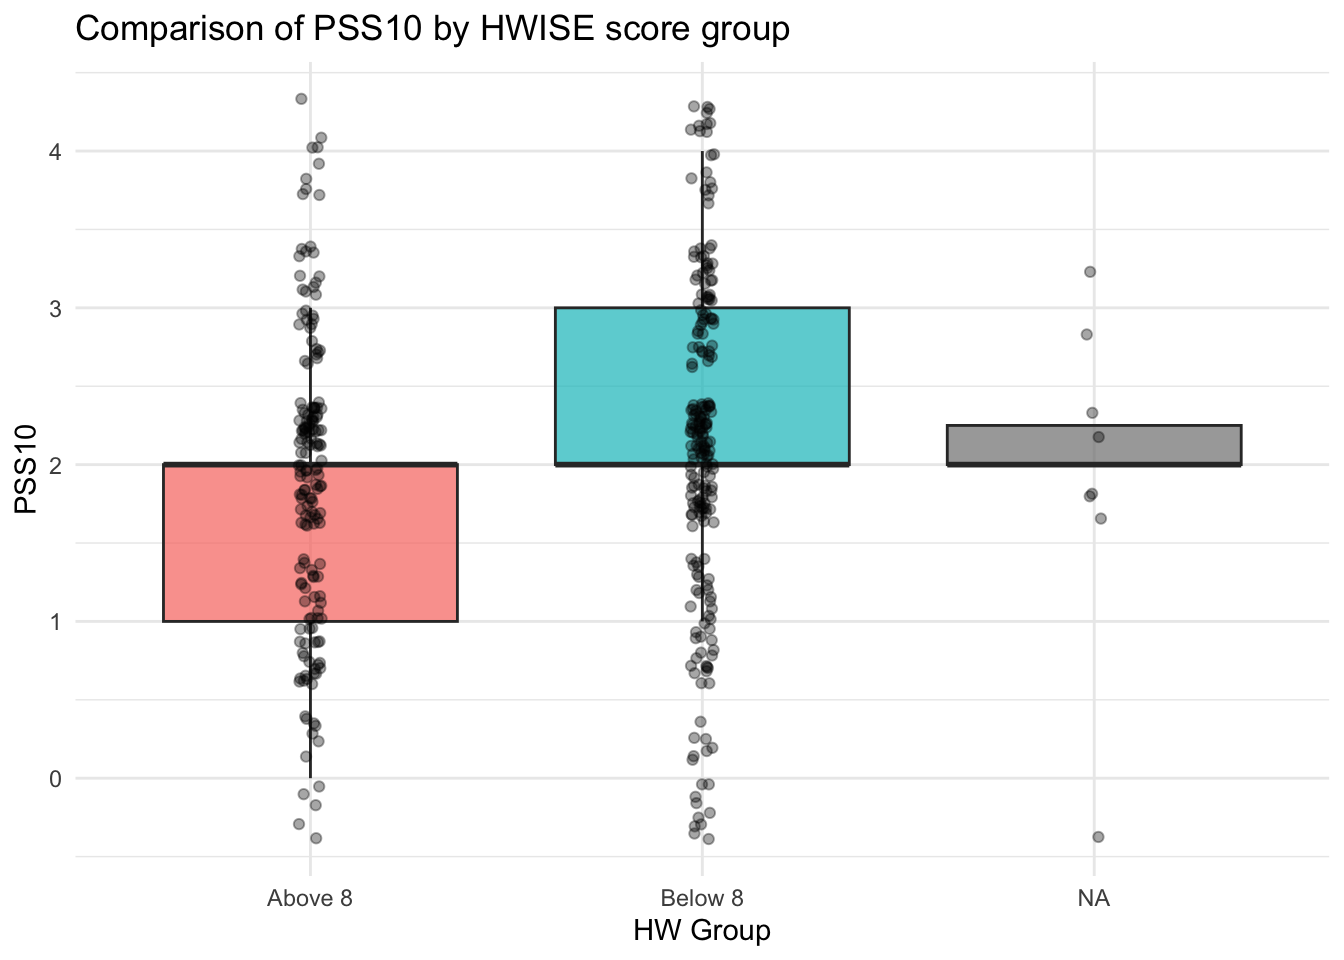 Comparison of PSS10 by HWISE score group
4
3
2
1
0
PSS10
Above 8
Below 8
NA
HW Group